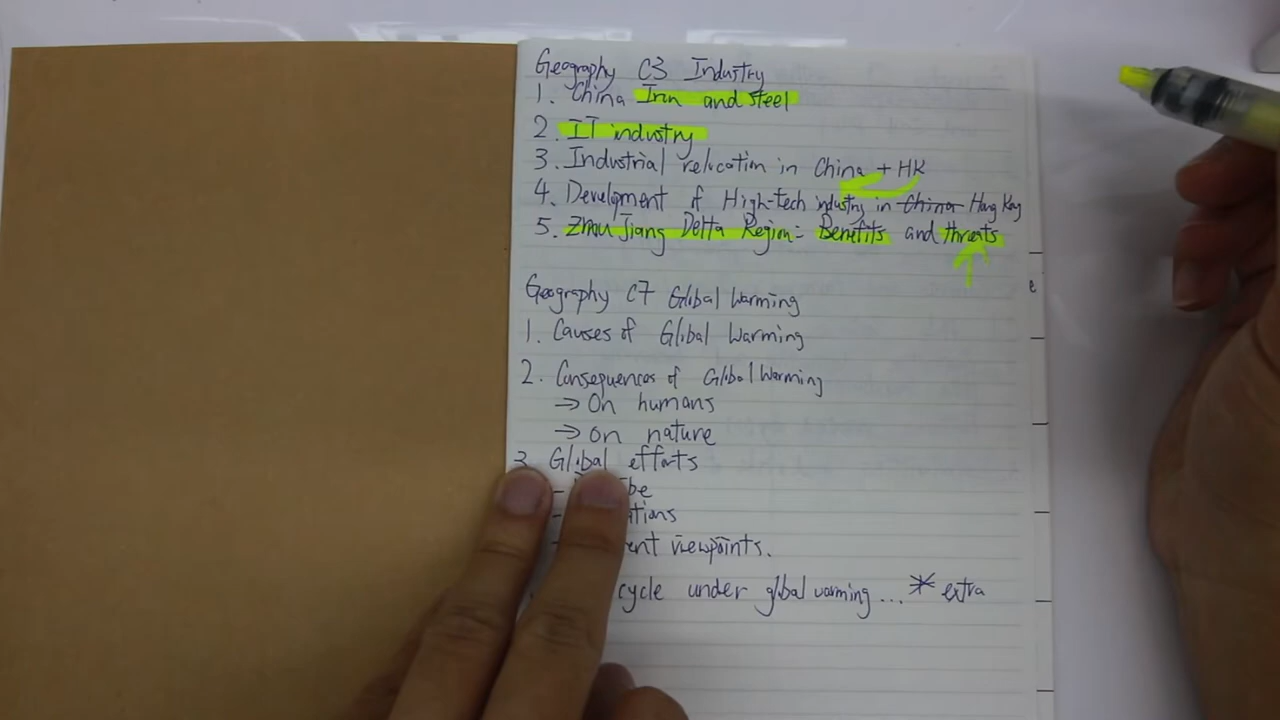 Geography C3 Industry
1. China Iron and steel
2. IT industry
3. Industrial relocation in China + HK
4. Development of High-tech industry in China Hong Kong
5. Zhou Jiang Delta Region: Benefits and threats
Geography C7 Global Warming
1. Causes of Global Warming
2. Consequences of Global Warming
→ On humans
→ on nature
3 Global efforts
be
tions
ent viewpoints.
cycle under global warming... * extra
e